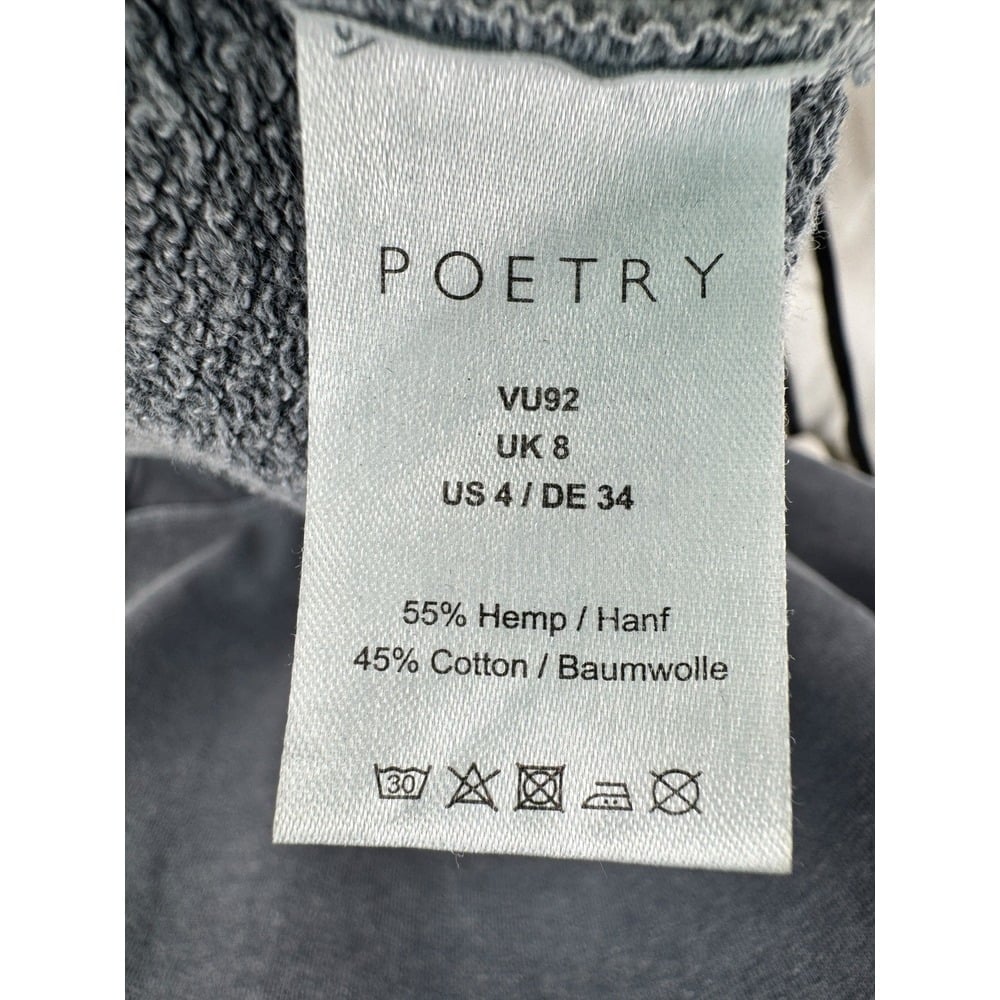 POETRY
VU92
UK 8
US 4 / DE 34
55% Hemp / Hanf
45% Cotton / Baumwolle
30